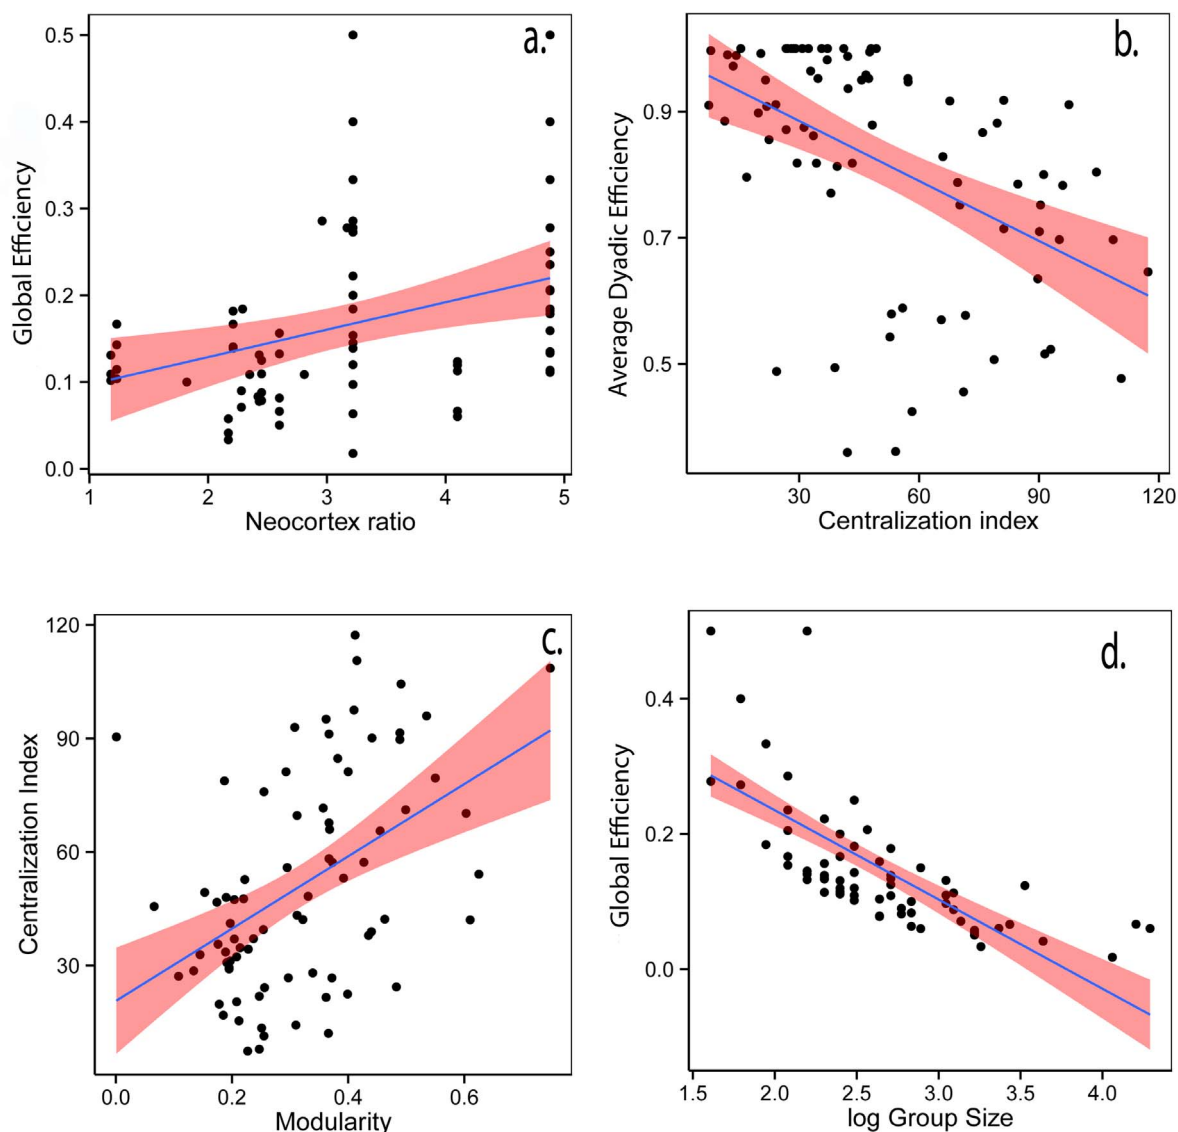 a.
Global Efficiency
0.5
0.4
0.3
0.2
0.1
0.0
1 2 3 4 5
Neocortex ratio
b.
Average Dyadic Efficiency
0.9
0.7
0.5
30 60 90 120
Centralization index
c.
Centralization Index
120
90
60
30
0.0 0.2 0.4 0.6
Modularity
d.
Global Efficiency
0.4
0.2
0.0
1.5 2.0 2.5 3.0 3.5 4.0
log Group Size